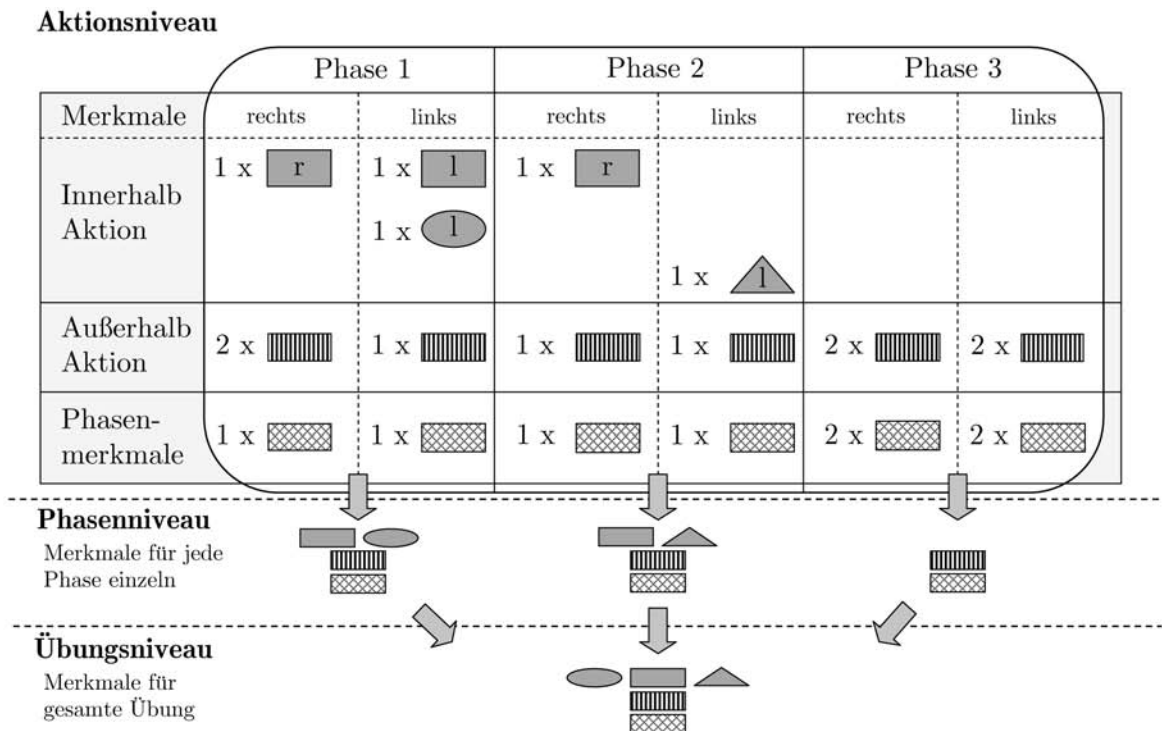 Aktionsniveau
Phase 1 Phase 2 Phase 3
Merkmale rechts links rechts links rechts links
1 x r 1 x l 1 x r
Innerhalb
Aktion
1 x l
1 x l
Außerhalb
Aktion
2 x 1 x 1 x 1 x 2 x 2 x
Phasen-
merkmale
1 x 1 x 1 x 1 x 2 x 2 x
Phasenniveau
Merkmale für jede
Phase einzeln
Übungsniveau
Merkmale für
gesamte Übung